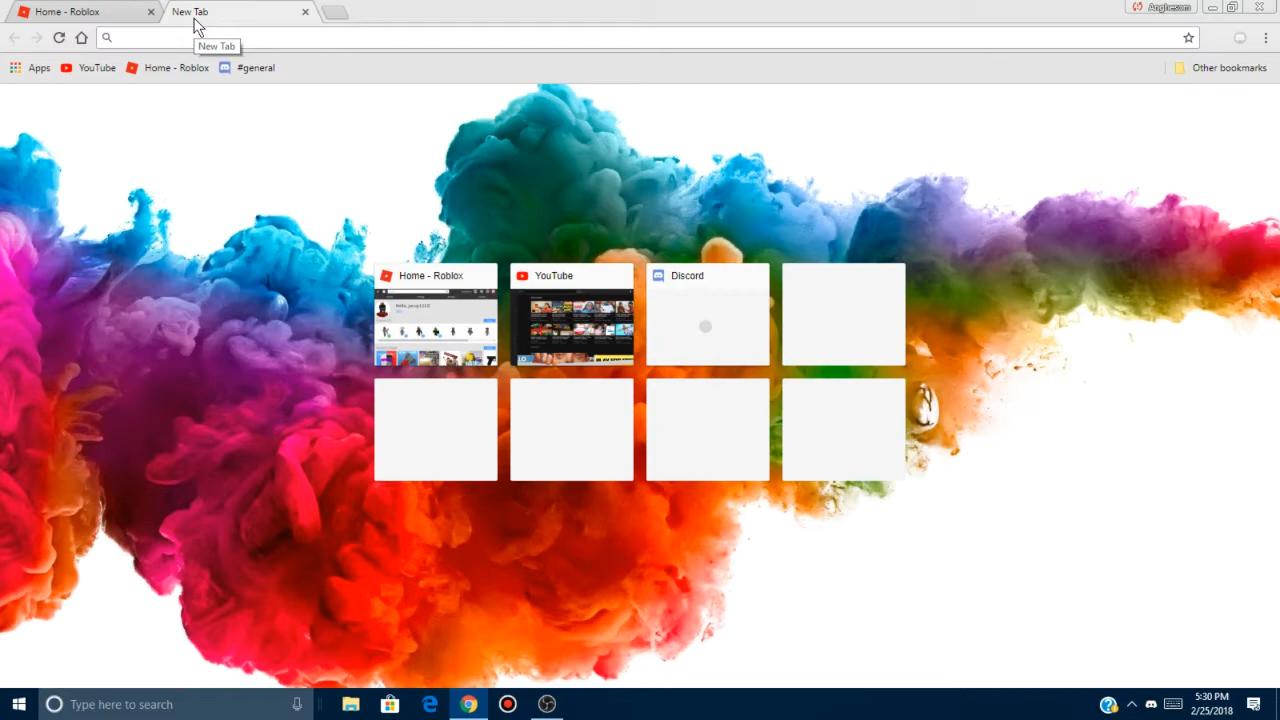 Home - Roblox
New Tab
Anghesom
New Tab
Apps
YouTube
Home - Roblox
#general
Other bookmarks
Home - Roblox
YouTube
Discord
Type here to search
5:30 PM
2/25/2018